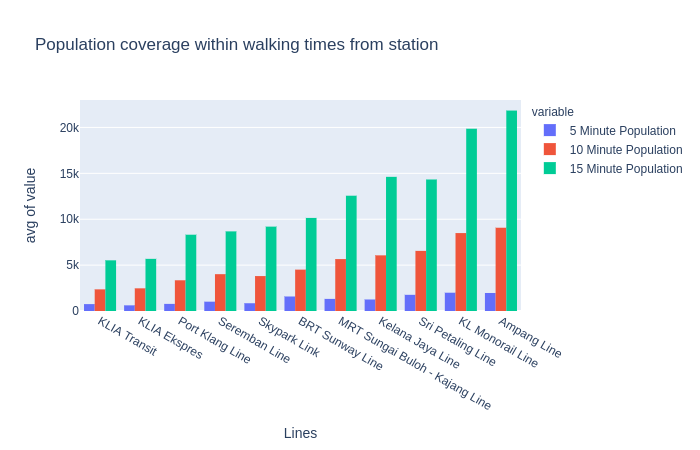 Population coverage within walking times from station
variable
5 Minute Population
10 Minute Population
15 Minute Population
avg of value
20k
15k
10k
5k
0
KLIA Transit
KLIA Ekspres
Port Klang Line
Seremban Line
Skypark Link
BRT Sunway Line
MRT Sungai Buloh - Kajang Line
Kelana Jaya Line
Sri Petaling Line
KL Monorail Line
Ampang Line
Lines